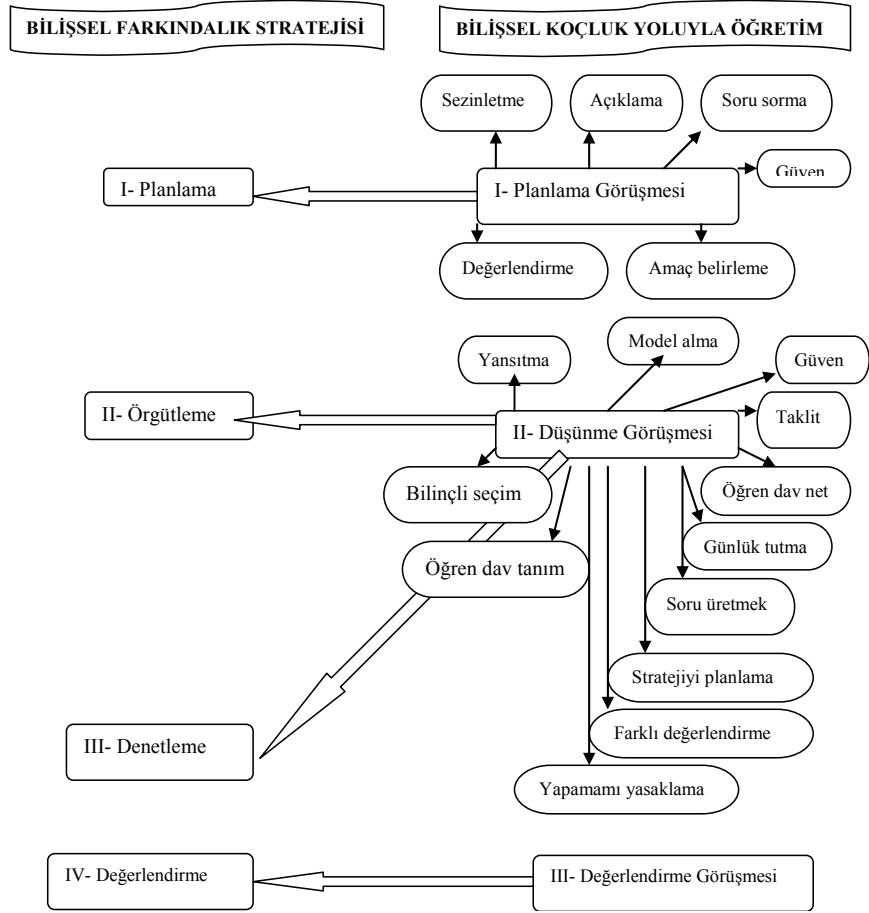 BİLİŞSEL FARKINDALIK STRATEJİSİ
BİLİŞSEL KOÇLUK YOLUYLA ÖĞRETİM
Sezinletme
Açıklama
Soru sorma
I- Planlama
I- Planlama Görüşmesi
Güven
Değerlendirme
Amaç belirleme
Yansıtma
Model alma
Güven
II- Örgütleme
II- Düşünme Görüşmesi
Taklit
Bilinçli seçim
Öğren dav net
Öğren dav tanım
Günlük tutma
Soru üretmek
Stratejiyi planlama
III- Denetleme
Farklı değerlendirme
Yapamamı yasaklama
IV- Değerlendirme
III- Değerlendirme Görüşmesi